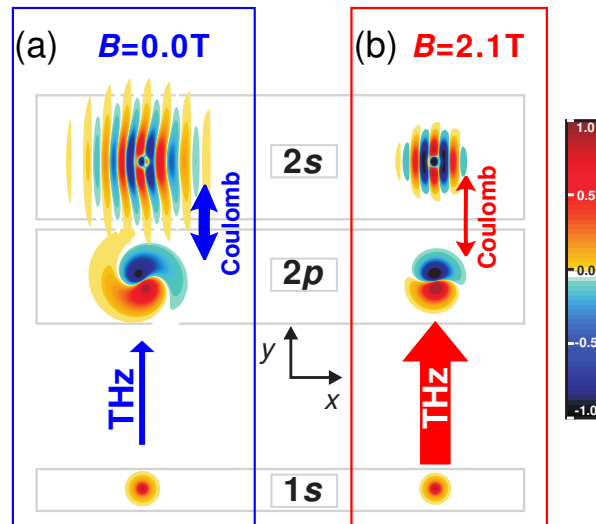 (a) B=0.0T
(b) B=2.1T
2s
Coulomb
Coulomb
2p
THz
THz
y
x
1s
1.0
0.5
0.0
-0.5
-1.0